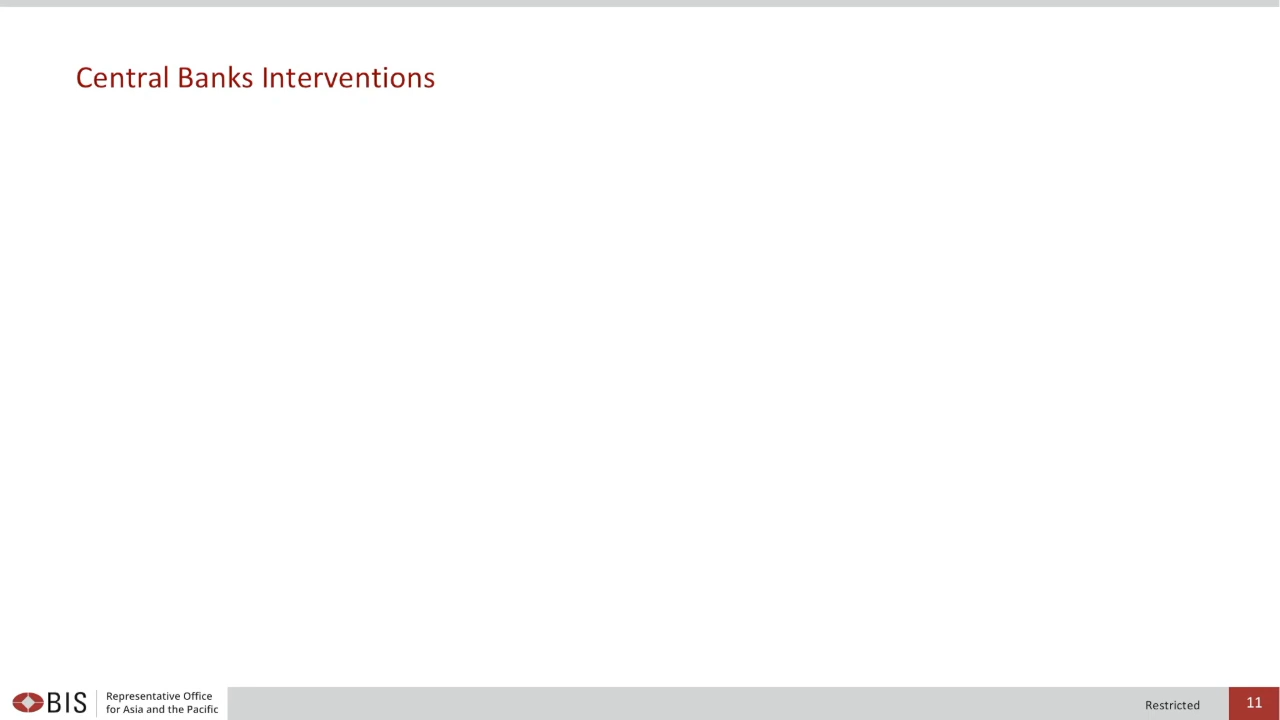 Central Banks Interventions
BIS
Representative Office
for Asia and the Pacific
Restricted
11